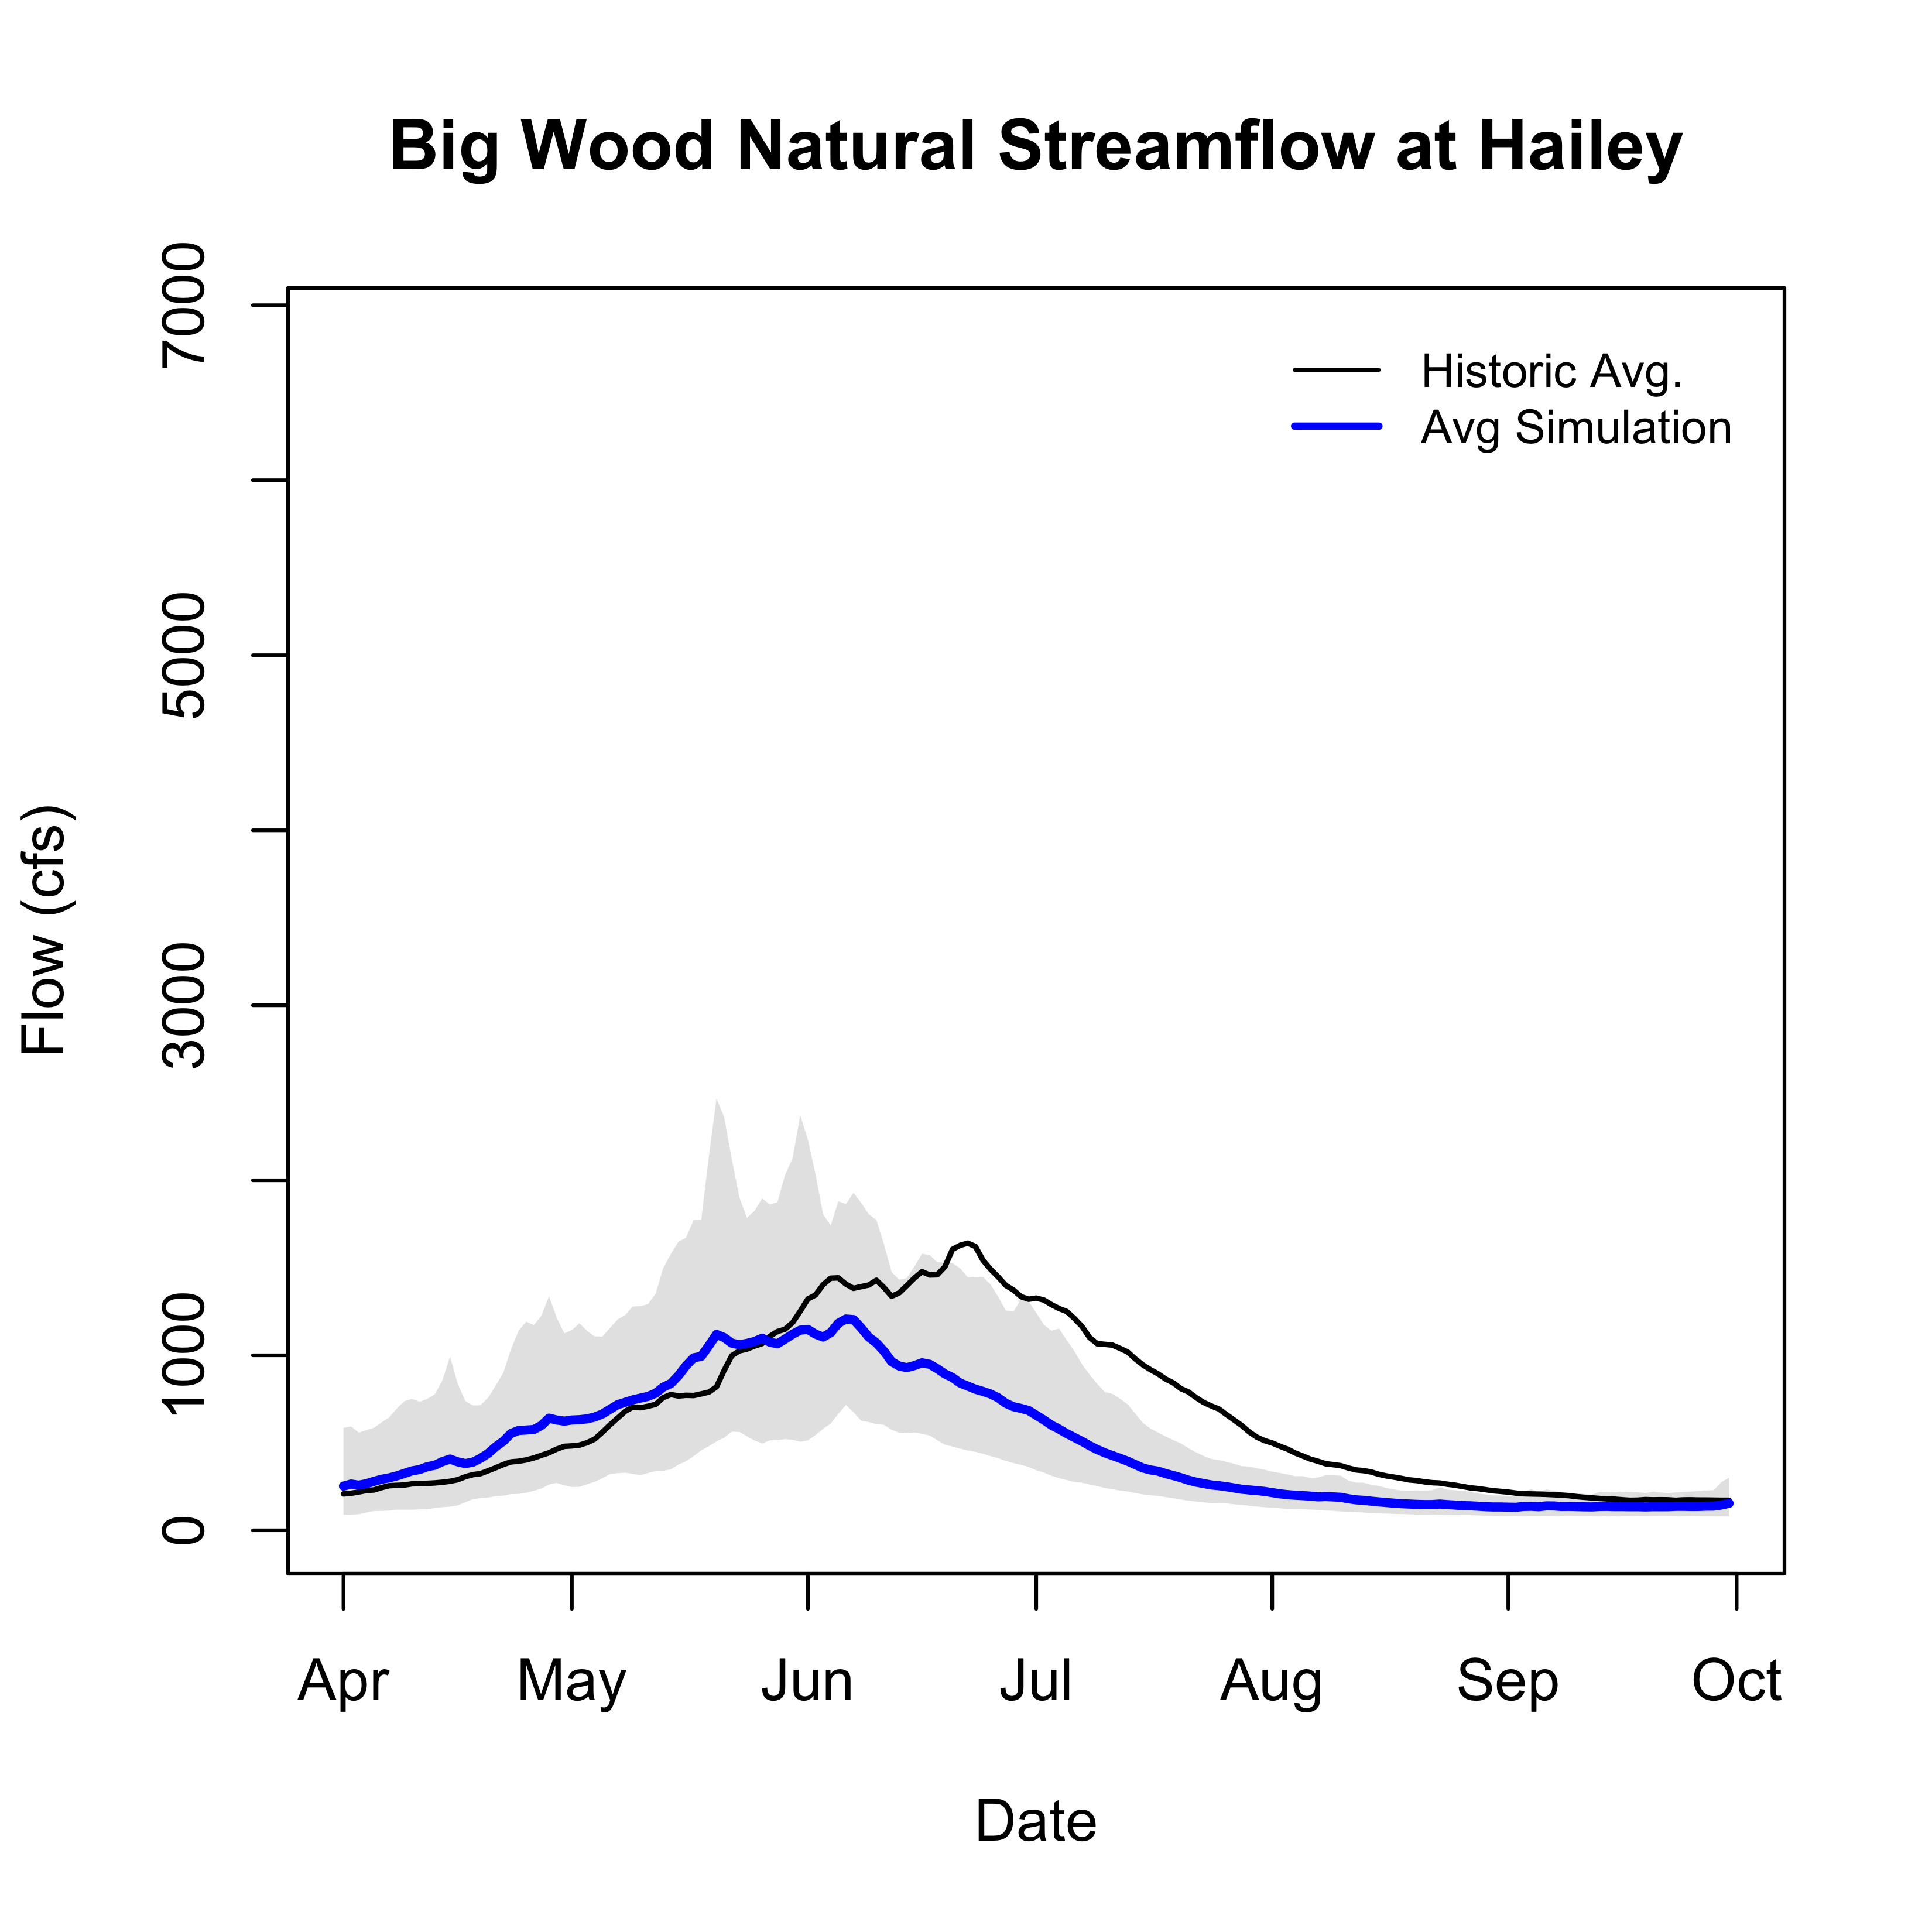 Big Wood Natural Streamflow at Hailey
Historic Avg.
Avg Simulation
Flow (cfs)
7000
5000
3000
1000
0
Apr May Jun Jul Aug Sep Oct
Date